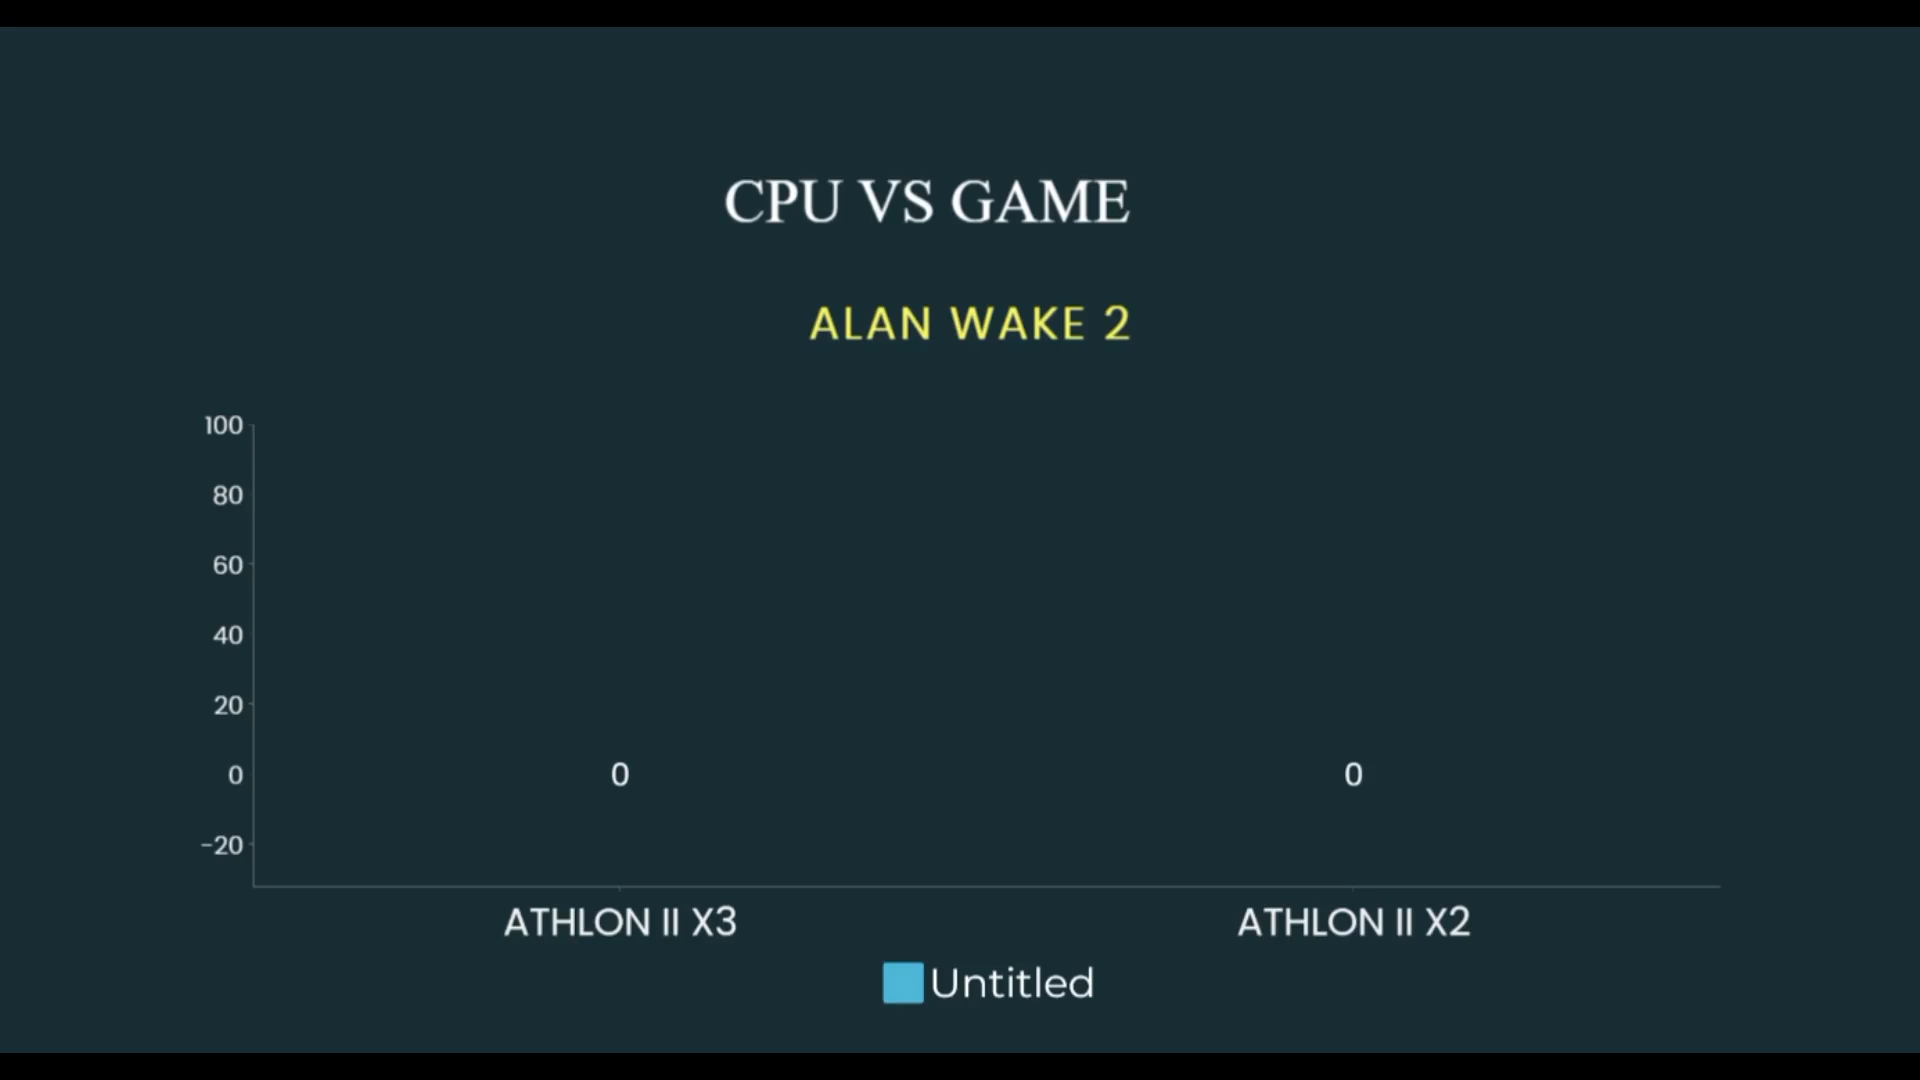 CPU VS GAME
ALAN WAKE 2
100
80
60
40
20
0
-20
0
0
ATHLON II X3
ATHLON II X2
Untitled